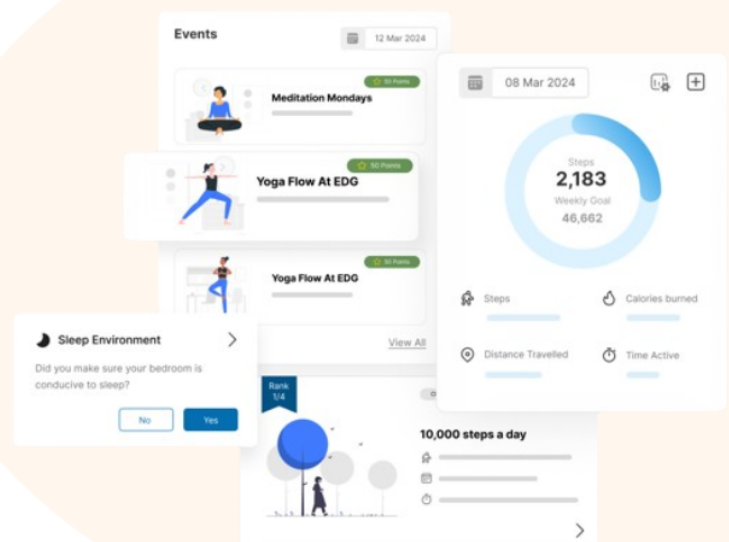 Events
12 Mar 2024
50 Points
Meditation Mondays
50 Points
Yoga Flow At EDG
50 Points
Yoga Flow At EDG
View All
08 Mar 2024
Steps
2,183
Weekly Goal
46,662
Steps
Calories burned
Distance Travelled
Time Active
Sleep Environment
Did you make sure your bedroom is
conducive to sleep?
No
Yes
Rank
1/4
10,000 steps a day